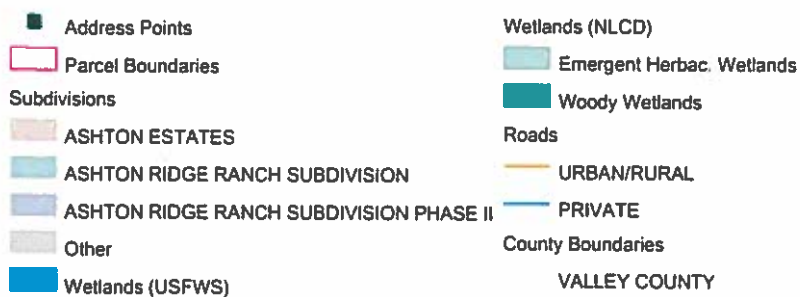 Address Points
Parcel Boundaries
Subdivisions
ASHTON ESTATES
ASHTON RIDGE RANCH SUBDIVISION
ASHTON RIDGE RANCH SUBDIVISION PHASE II
Other
Wetlands (USFWS)
Wetlands (NLCD)
Emergent Herbac. Wetlands
Woody Wetlands
Roads
URBAN/RURAL
PRIVATE
County Boundaries
VALLEY COUNTY